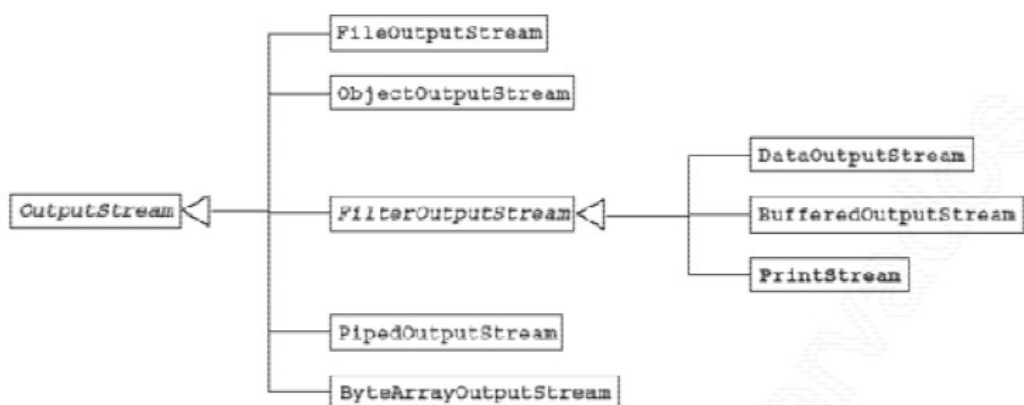 FileOutputStream
ObjectOutputStream
DataOutputStream
OutputStream
FilterOutputStream
BufferedOutputStream
PrintStream
PipedOutputStream
ByteArrayOutputStream